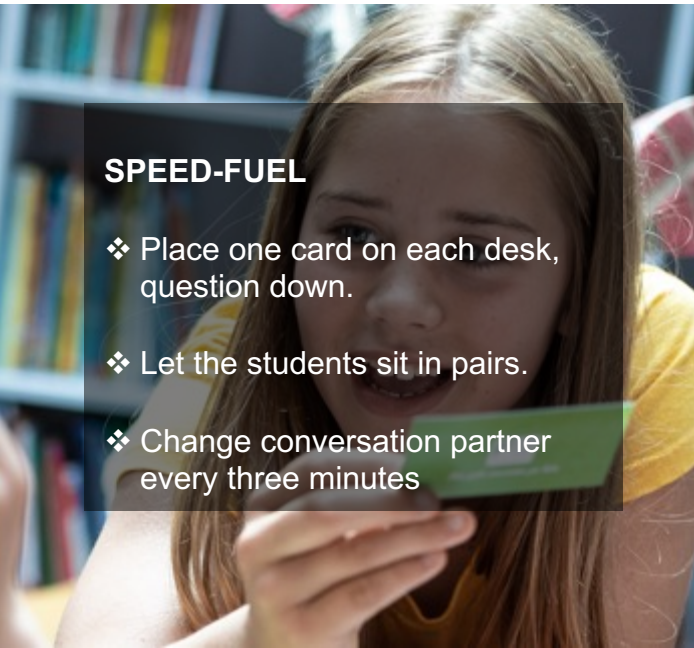 SPEED-FUEL
❖ Place one card on each desk,
question down.
❖ Let the students sit in pairs.
❖ Change conversation partner
every three minutes